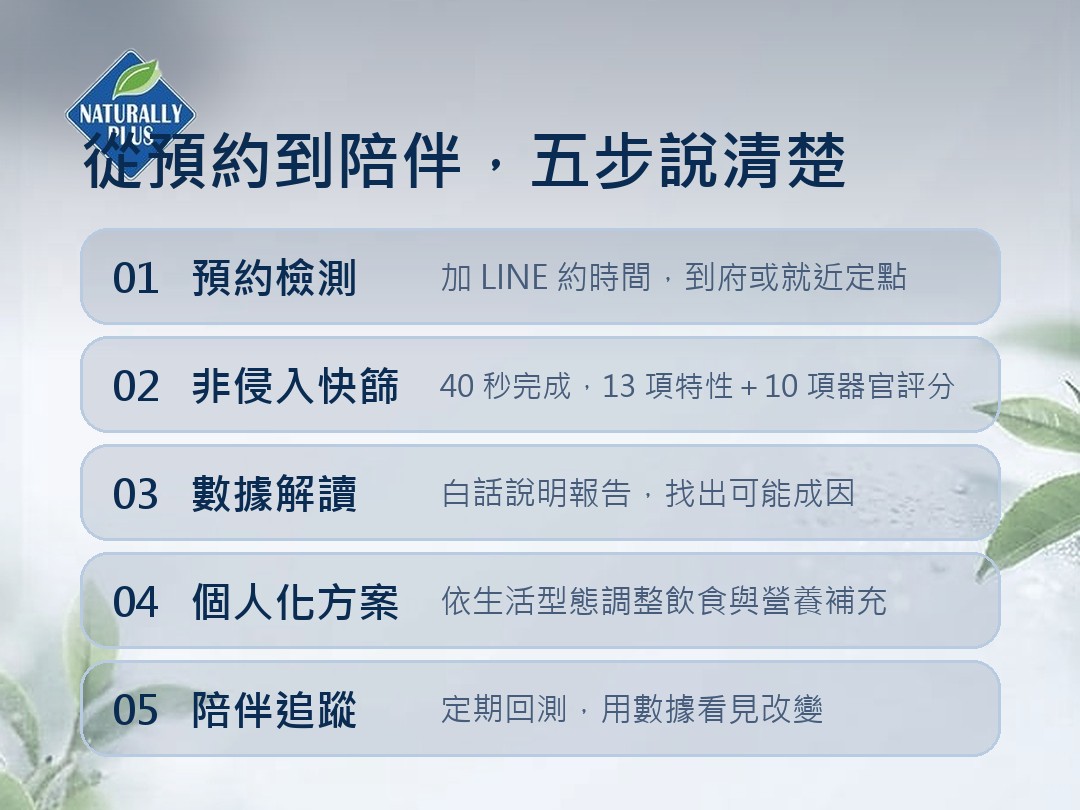 NATURALLY
PLUS
從預約到陪伴，五步說清楚
01 預約檢測 加 LINE 約時間，到府或就近定點
02 非侵入快篩 40 秒完成，13 項特性＋10 項器官評分
03 數據解讀 白話說明報告，找出可能成因
04 個人化方案 依生活型態調整飲食與營養補充
05 陪伴追蹤 定期回測，用數據看見改變